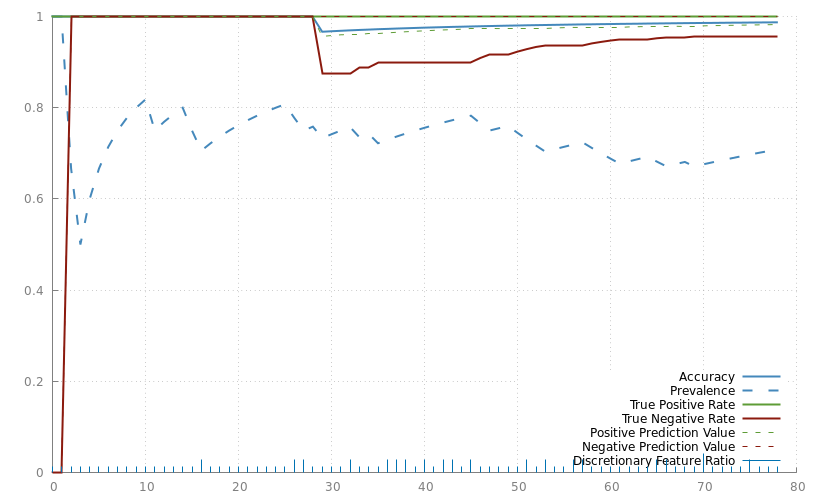 1
0.8
0.6
0.4
0.2
0
0 10 20 30 40 50 60 70 80
Accuracy
Prevalence
True Positive Rate
True Negative Rate
Positive Prediction Value
Negative Prediction Value
Discretionary Feature Ratio